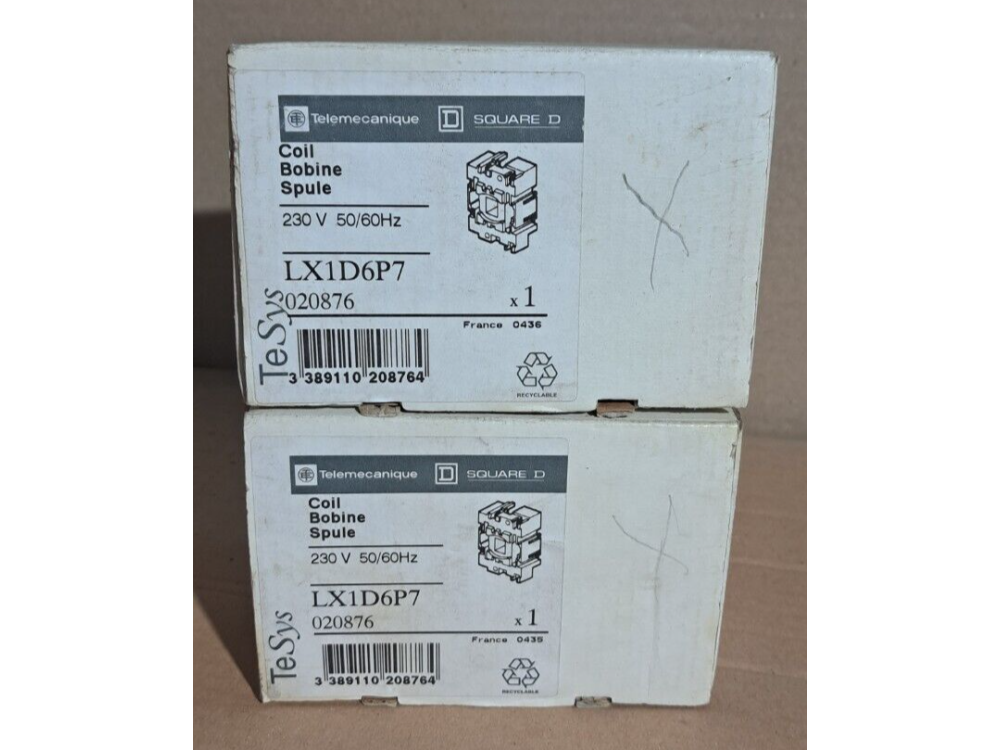 Telemecanique D SQUARE D
Coil
Bobine
Spule
230 V 50/60Hz
LX1D6P7
020876 x 1
France 0436
TeSys
3 389110 208764
RECYCLABLE
Telemecanique D SQUARE D
Coil
Bobine
Spule
230 V 50/60Hz
LX1D6P7
020876 x 1
France 0435
TeSys
3 389110 208764
RECYCLABLE